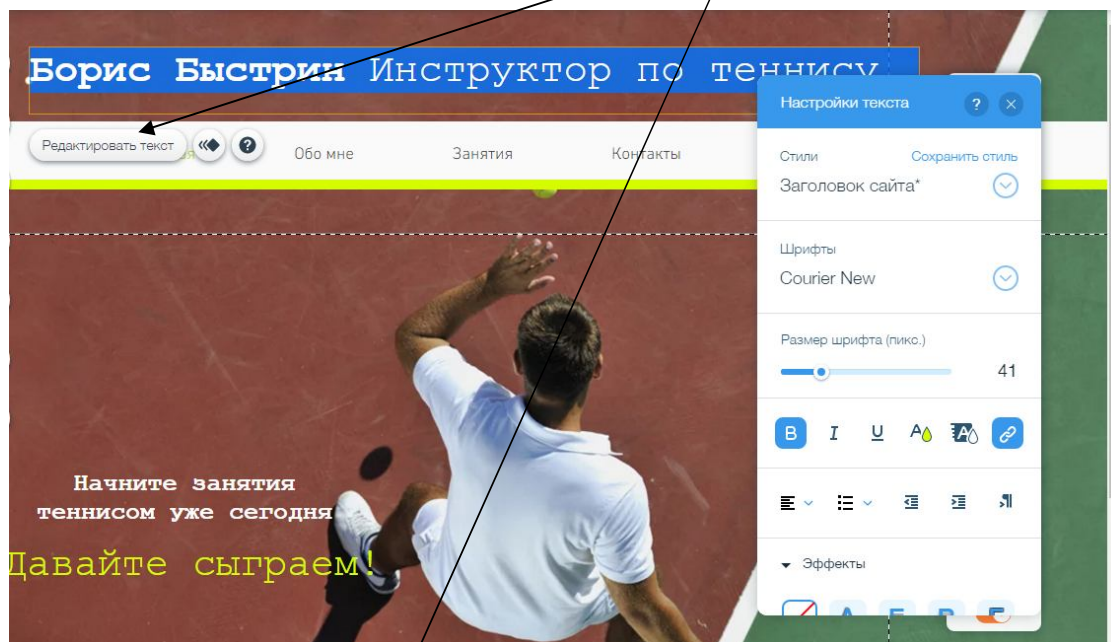 Борис Быстрин Инструктор по теннису
Редактировать текст
Обо мне
Занятия
Контакты
Начните занятия
теннисом уже сегодня
Давайте сыграем!
Настройки текста
?
Стили
Сохранить стиль
Заголовок сайта*
Шрифты
Courier New
Размер шрифта (пикс.)
41
B I U A A
Эффекты